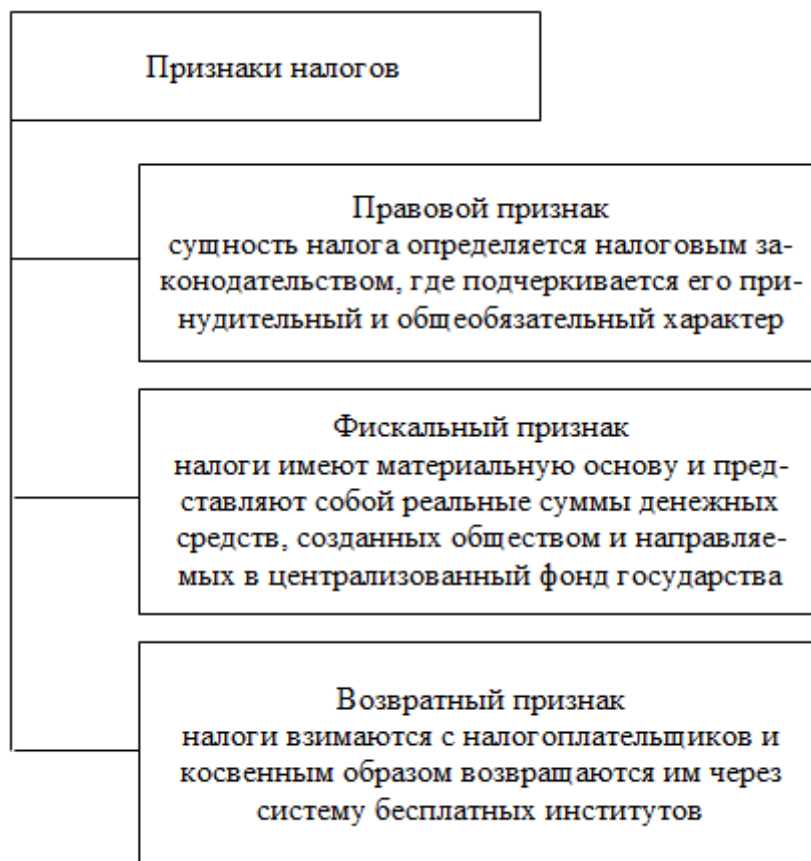 Признаки налогов
Правовой признак
сущность налога определяется налоговым за-
конодательством, где подчеркивается его при-
нудительный и общеобязательный характер
Фискальный признак
налоги имеют материальную основу и пред-
ставляют собой реальные суммы денежных
средств, созданных обществом и направляе-
мых в централизованный фонд государства
Возвратный признак
налоги взимаются с налогоплательщиков и
косвенным образом возвращаются им через
систему бесплатных институтов